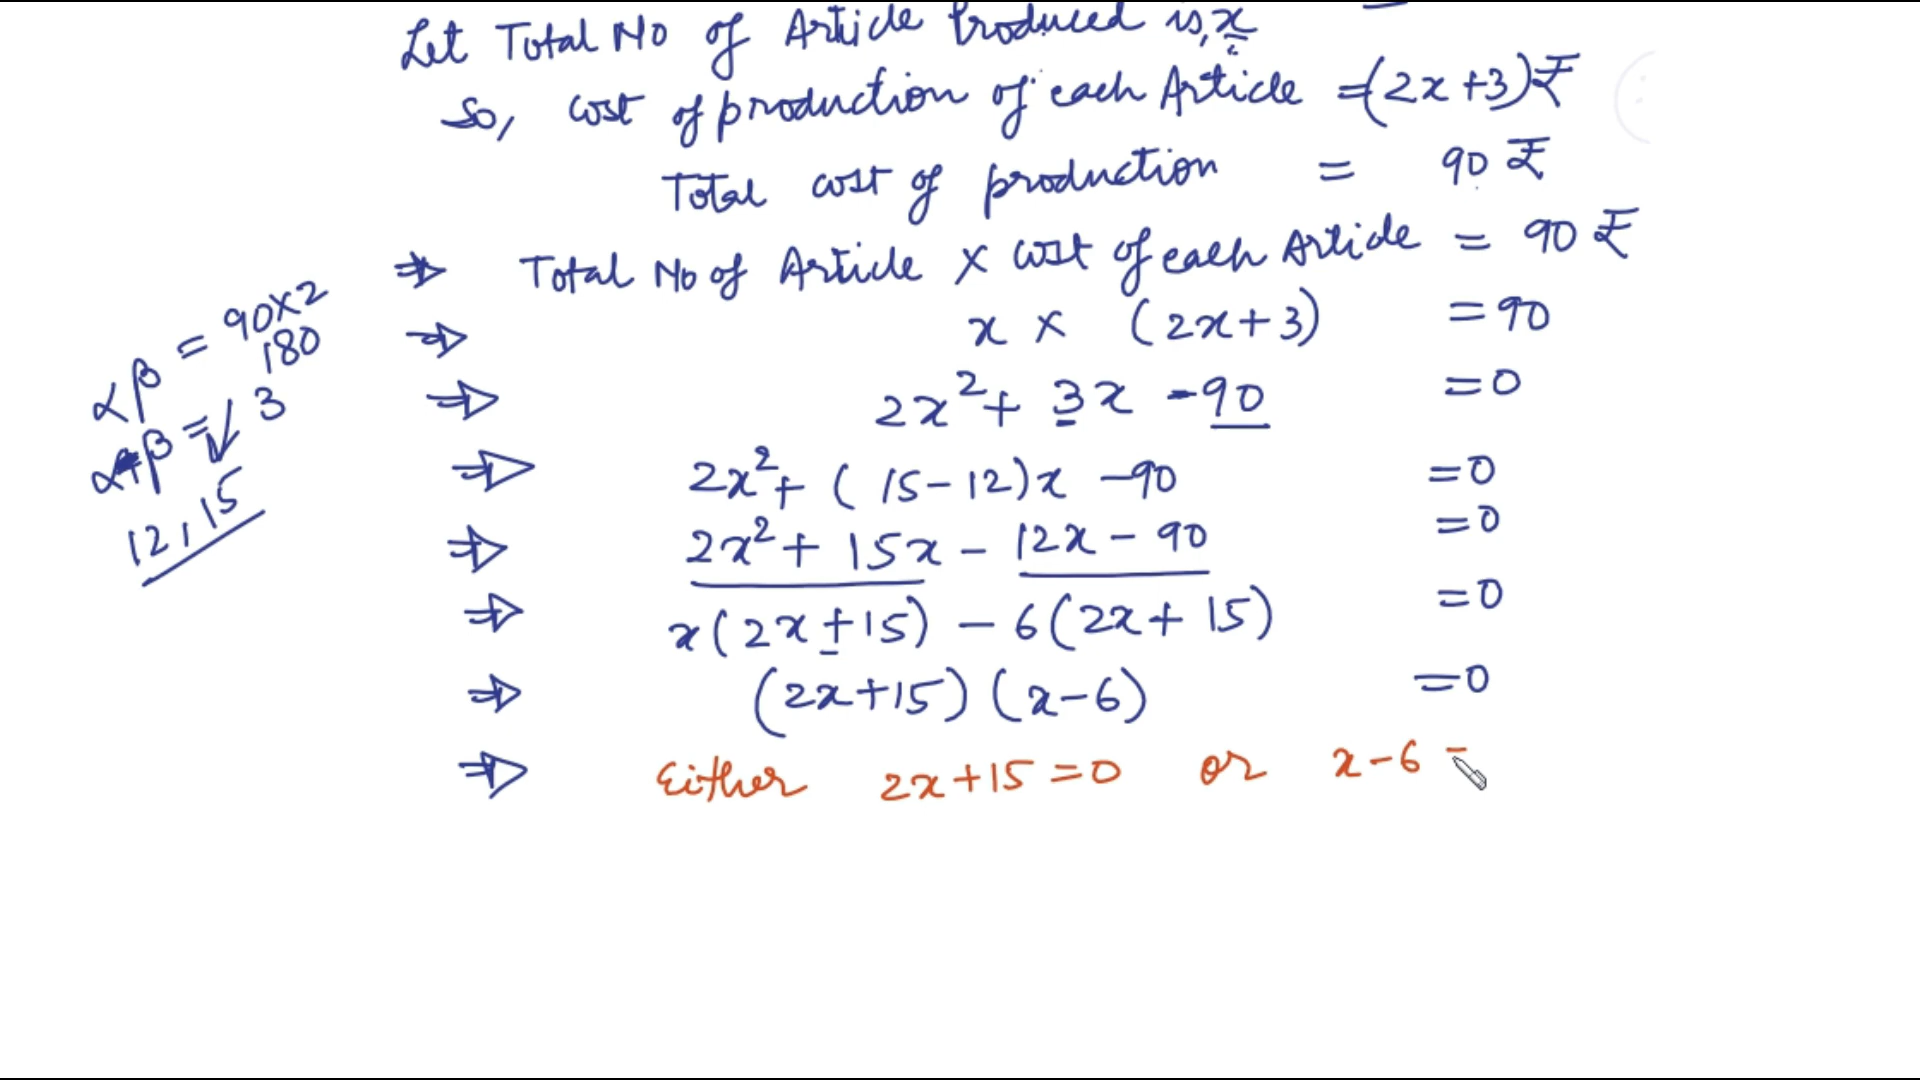 Let Total No of Article Produced is, x
So, cost of production of each Article = (2x+3)₹
Total cost of production = 90 ₹
⇒ Total No of Article × cost of each Article = 90 ₹
⇒ x × (2x+3) = 90
⇒ 2x² + 3x - 90 = 0
⇒ 2x² + (15-12)x - 90 = 0
⇒ 2x² + 15x - 12x - 90 = 0
⇒ x(2x+15) - 6(2x+15) = 0
⇒ (2x+15)(x-6) = 0
⇒ Either 2x+15 = 0 or x-6
αβ = 90×2
180
α+β = 3
12, 15